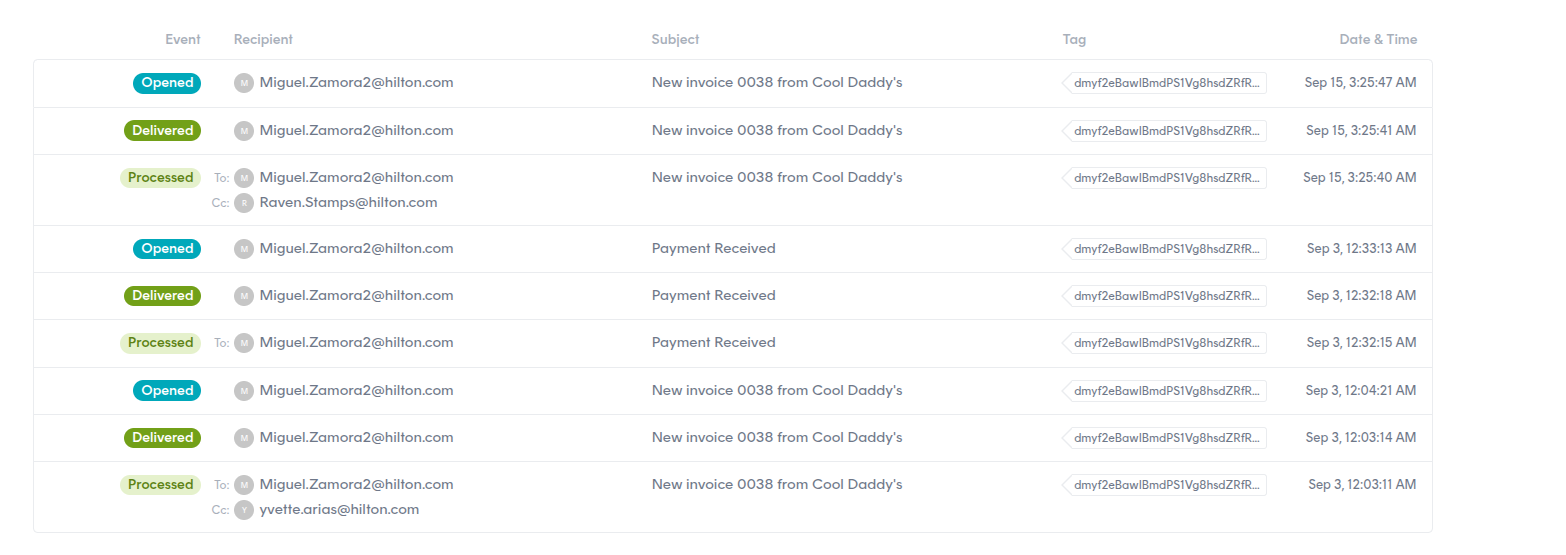 Event Recipient Subject Tag Date & Time
Opened M Miguel.Zamora2@hilton.com New invoice 0038 from Cool Daddy's dmyf2eBawlBmdPS1Vg8hsdZRfR... Sep 15, 3:25:47 AM
Delivered M Miguel.Zamora2@hilton.com New invoice 0038 from Cool Daddy's dmyf2eBawlBmdPS1Vg8hsdZRfR... Sep 15, 3:25:41 AM
Processed To: M Miguel.Zamora2@hilton.com New invoice 0038 from Cool Daddy's dmyf2eBawlBmdPS1Vg8hsdZRfR... Sep 15, 3:25:40 AM
Cc: R Raven.Stamps@hilton.com
Opened M Miguel.Zamora2@hilton.com Payment Received dmyf2eBawlBmdPS1Vg8hsdZRfR... Sep 3, 12:33:13 AM
Delivered M Miguel.Zamora2@hilton.com Payment Received dmyf2eBawlBmdPS1Vg8hsdZRfR... Sep 3, 12:32:18 AM
Processed To: M Miguel.Zamora2@hilton.com Payment Received dmyf2eBawlBmdPS1Vg8hsdZRfR... Sep 3, 12:32:15 AM
Opened M Miguel.Zamora2@hilton.com New invoice 0038 from Cool Daddy's dmyf2eBawlBmdPS1Vg8hsdZRfR... Sep 3, 12:04:21 AM
Delivered M Miguel.Zamora2@hilton.com New invoice 0038 from Cool Daddy's dmyf2eBawlBmdPS1Vg8hsdZRfR... Sep 3, 12:03:14 AM
Processed To: M Miguel.Zamora2@hilton.com New invoice 0038 from Cool Daddy's dmyf2eBawlBmdPS1Vg8hsdZRfR... Sep 3, 12:03:11 AM
Cc: Y yvette.arias@hilton.com